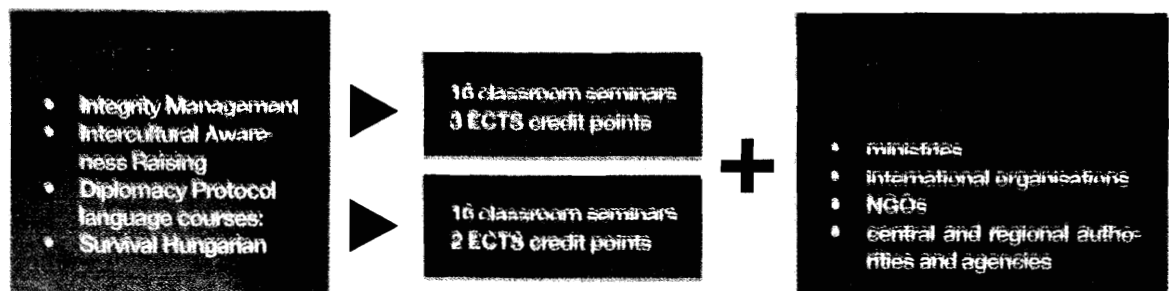 • Integrity Management
• Intercultural Aware-
ness Raising
• Diplomacy Protocol
language courses:
• Survival Hungarian
16 classroom seminars
3 ECTS credit points
16 classroom seminars
2 ECTS credit points
+
• ministries
• international organisations
• NGOs
• central and regional autho-
rities and agencies